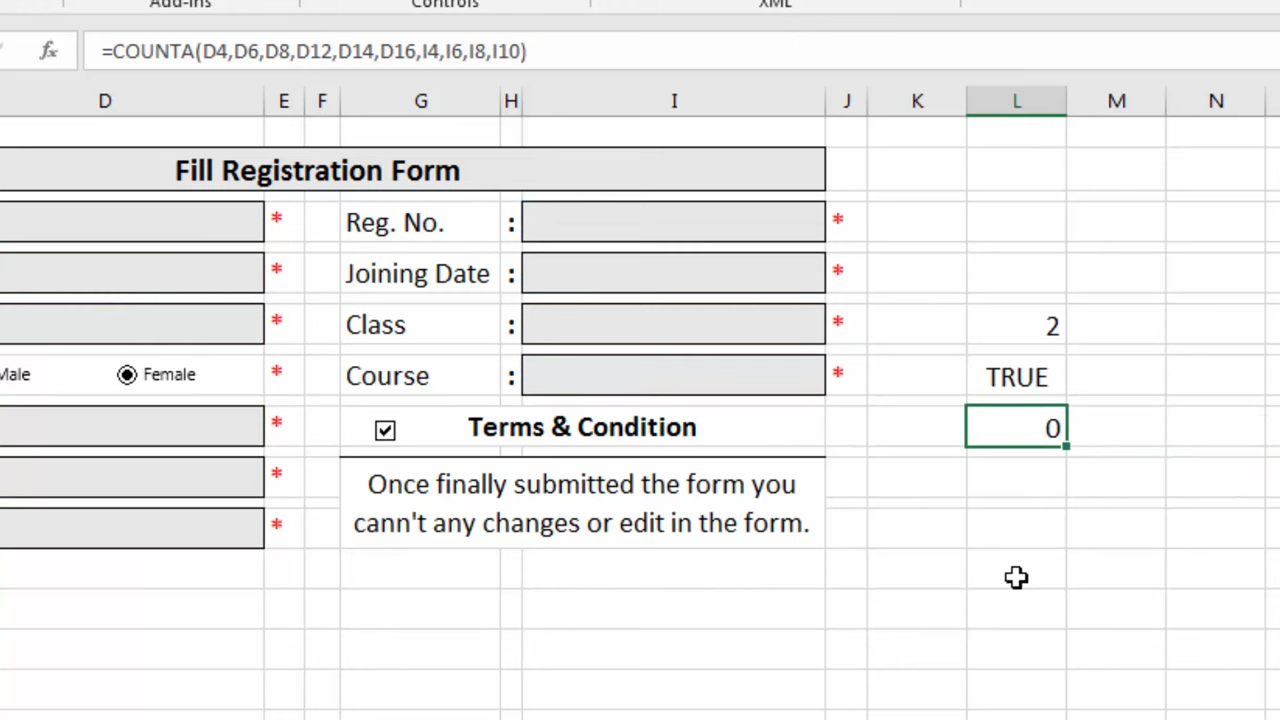 Add-Ins Controls XML
fx =COUNTA(D4,D6,D8,D12,D14,D16,I4,I6,I8,I10)
D E F G H I J K L M N
Fill Registration Form
* Reg. No. : *
* Joining Date : *
* Class : * 2
Male Female * Course : * TRUE
* Terms & Condition 0
* Once finally submitted the form you
* cann't any changes or edit in the form.